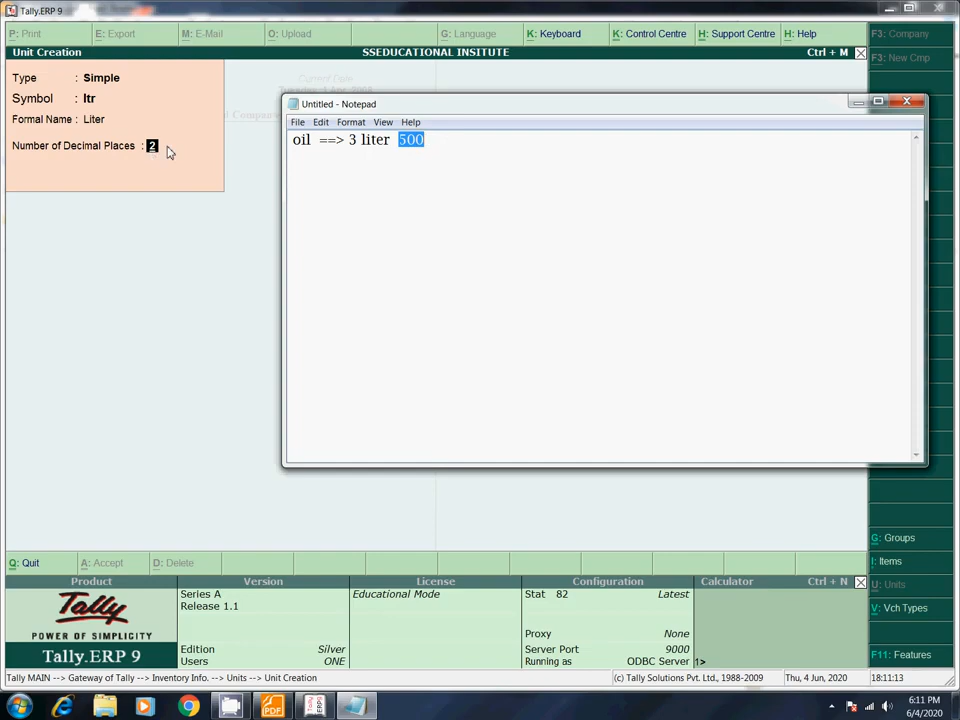 Tally.ERP 9
P: Print
E: Export
M: E-Mail
O: Upload
G: Language
K: Keyboard
K: Control Centre
H: Support Centre
H: Help
F3: Company
F3: New Cmp
Unit Creation
SSEDUCATIONAL INSITUTE
Ctrl + M
Type : Simple
Symbol : ltr
Formal Name : Liter
Number of Decimal Places : 2
Current Date
Untitled - Notepad
File Edit Format View Help
oil ==> 3 liter 500
G: Groups
I: Items
U: Units
V: Vch Types
F11: Features
Q: Quit
A: Accept
D: Delete
Product
Version
License
Configuration
Calculator
Ctrl + N
Tally
POWER OF SIMPLICITY
Tally.ERP 9
Series A
Release 1.1
Edition Silver
Users ONE
Educational Mode
Stat 82 Latest
Proxy None
Server Port 9000
Running as ODBC Server
1>
Tally MAIN --> Gateway of Tally --> Inventory Info. --> Units --> Unit Creation
(c) Tally Solutions Pvt. Ltd., 1988-2009
Thu, 4 Jun, 2020
18:11:13
PDF
6:11 PM
6/4/2020